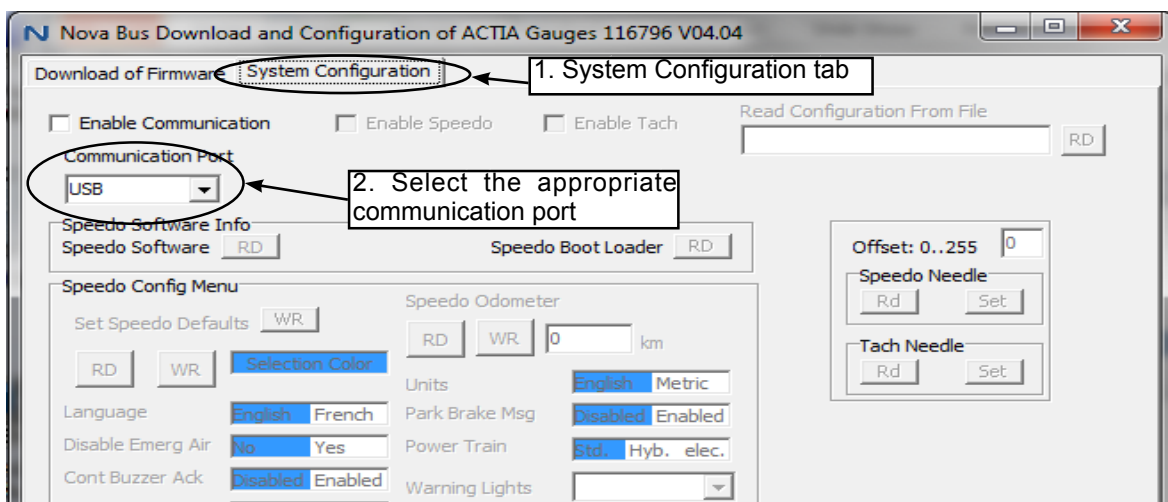 Nova Bus Download and Configuration of ACTIA Gauges 116796 V04.04
Download of Firmware System Configuration
1. System Configuration tab
Enable Communication Enable Speedo Enable Tach
Read Configuration From File
RD
Communication Port
USB
2. Select the appropriate
communication port
Speedo Software Info
Speedo Software RD Speedo Boot Loader RD
Offset: 0..255 0
Speedo Needle
Rd Set
Tach Needle
Rd Set
Speedo Config Menu
Set Speedo Defaults WR
RD WR Selection Color
Language English French
Disable Emerg Air No Yes
Cont Buzzer Ack Disabled Enabled
Speedo Odometer
RD WR 0 km
Units English Metric
Park Brake Msg Disabled Enabled
Power Train Std. Hyb. elec.
Warning Lights